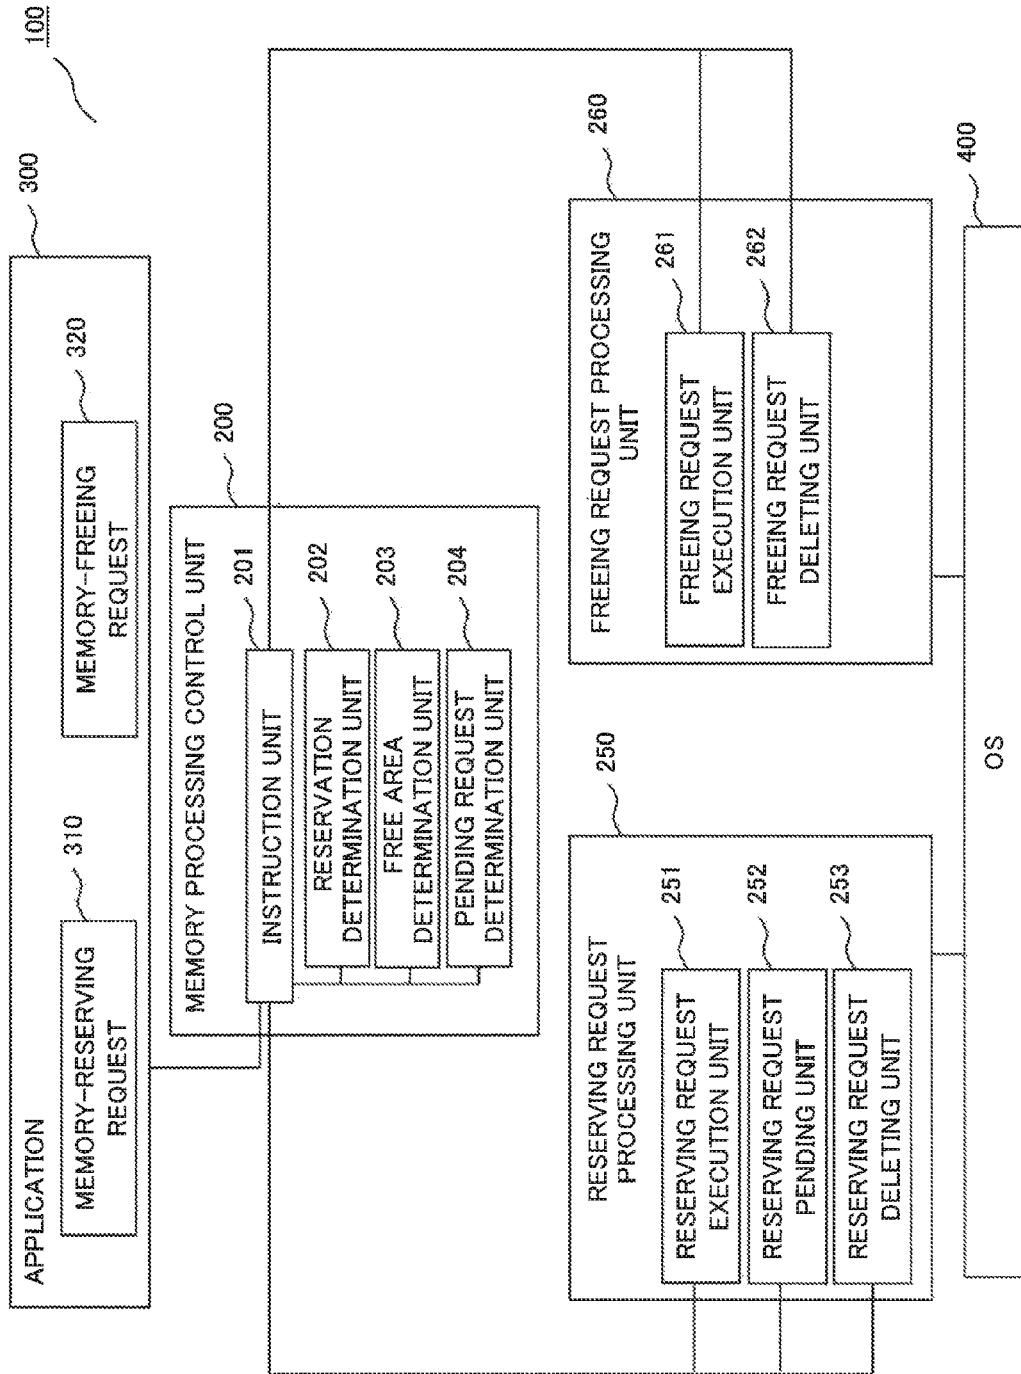 100
300
APPLICATION
310
MEMORY-RESERVING
REQUEST
320
MEMORY-FREEING
REQUEST
200
MEMORY PROCESSING CONTROL UNIT
201
INSTRUCTION UNIT
202
RESERVATION
DETERMINATION UNIT
203
FREE AREA
DETERMINATION UNIT
204
PENDING REQUEST
DETERMINATION UNIT
250
RESERVING REQUEST
PROCESSING UNIT
251
RESERVING REQUEST
EXECUTION UNIT
252
RESERVING REQUEST
PENDING UNIT
253
RESERVING REQUEST
DELETING UNIT
260
FREEING REQUEST PROCESSING
UNIT
261
FREEING REQUEST
EXECUTION UNIT
262
FREEING REQUEST
DELETING UNIT
400
OS